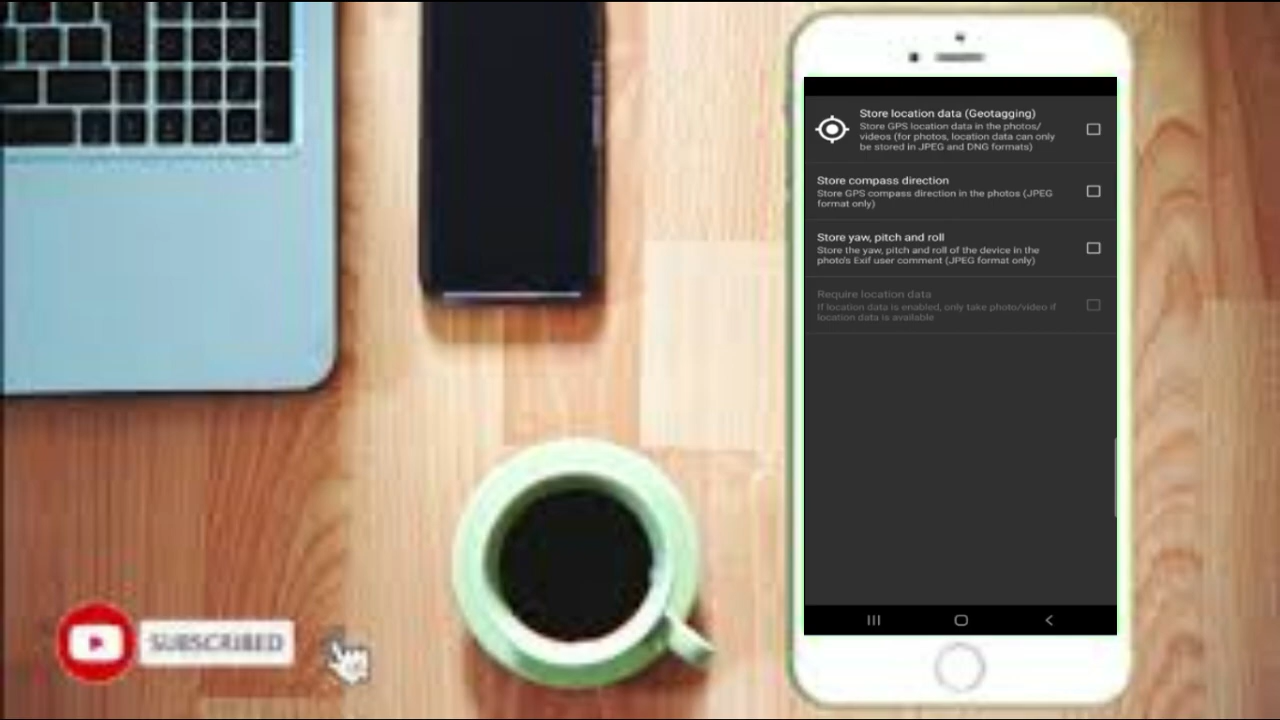 Store location data (Geotagging)
Store GPS location data in the photos/
videos (for photos, location data can only
be stored in JPEG and DNG formats)
Store compass direction
Store GPS compass direction in the photos (JPEG
format only)
Store yaw, pitch and roll
Store the yaw, pitch and roll of the device in the
photo's Exif user comment (JPEG format only)
Require location data
If location data is enabled, only take photo/video if
location data is available
SUBSCRIBED